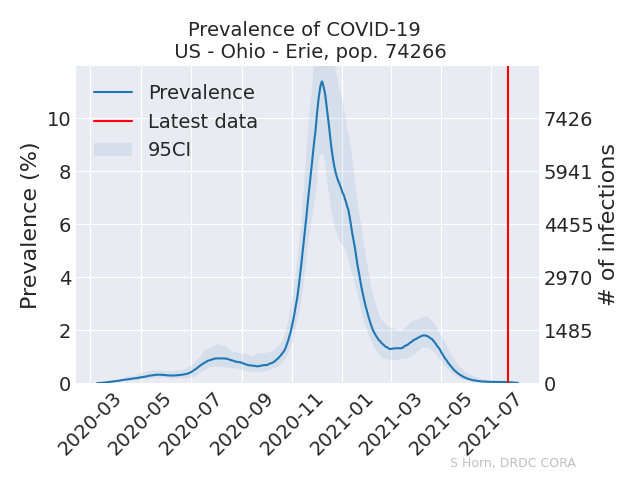 Prevalence of COVID-19
US - Ohio - Erie, pop. 74266
Prevalence
Latest data
95CI
Prevalence (%)
10
8
6
4
2
0
7426
5941
4455
2970
1485
0
# of infections
2020-03
2020-05
2020-07
2020-09
2020-11
2021-01
2021-03
2021-05
2021-07
S Horn, DRDC CORA